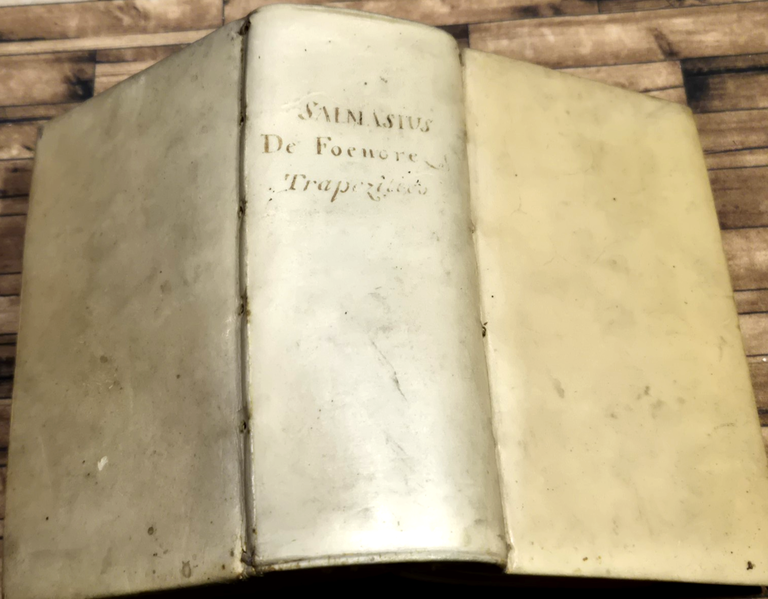 SALMASIUS
De Foenore
Trapezitico